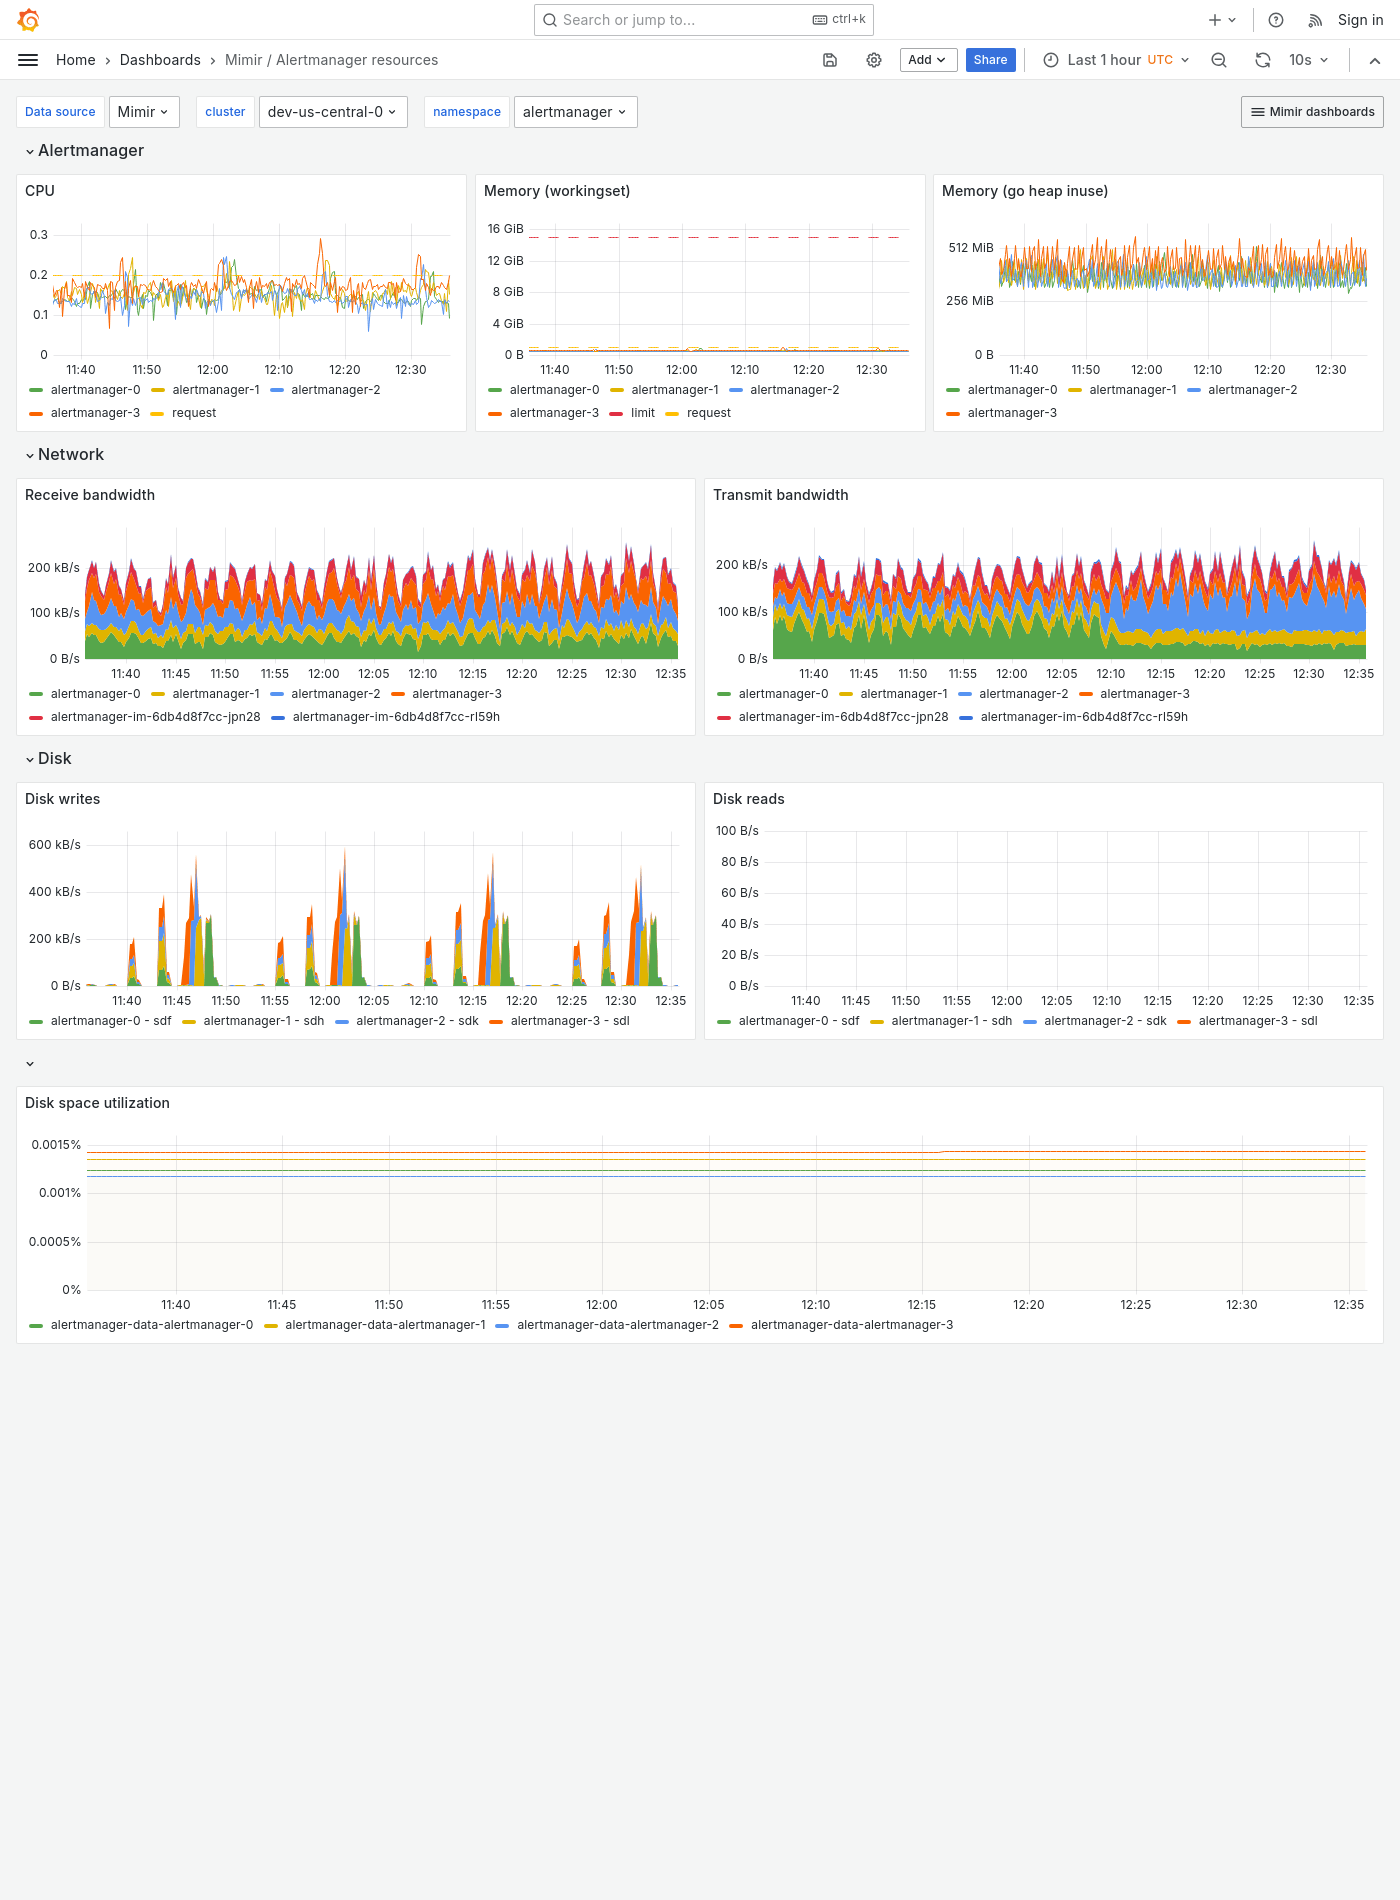 Search or jump to...
ctrl+k
Sign in
Home
Dashboards
Mimir / Alertmanager resources
Add
Share
Last 1 hour UTC
10s
Data source
Mimir
cluster
dev-us-central-0
namespace
alertmanager
Mimir dashboards
Alertmanager
CPU
0.3
0.2
0.1
0
11:40 11:50 12:00 12:10 12:20 12:30
alertmanager-0 alertmanager-1 alertmanager-2
alertmanager-3 request
Memory (workingset)
16 GiB
12 GiB
8 GiB
4 GiB
0 B
11:40 11:50 12:00 12:10 12:20 12:30
alertmanager-0 alertmanager-1 alertmanager-2
alertmanager-3 limit request
Memory (go heap inuse)
512 MiB
256 MiB
0 B
11:40 11:50 12:00 12:10 12:20 12:30
alertmanager-0 alertmanager-1 alertmanager-2
alertmanager-3
Network
Receive bandwidth
200 kB/s
100 kB/s
0 B/s
11:40 11:45 11:50 11:55 12:00 12:05 12:10 12:15 12:20 12:25 12:30 12:35
alertmanager-0 alertmanager-1 alertmanager-2 alertmanager-3
alertmanager-im-6db4d8f7cc-jpn28 alertmanager-im-6db4d8f7cc-rl59h
Transmit bandwidth
200 kB/s
100 kB/s
0 B/s
11:40 11:45 11:50 11:55 12:00 12:05 12:10 12:15 12:20 12:25 12:30 12:35
alertmanager-0 alertmanager-1 alertmanager-2 alertmanager-3
alertmanager-im-6db4d8f7cc-jpn28 alertmanager-im-6db4d8f7cc-rl59h
Disk
Disk writes
600 kB/s
400 kB/s
200 kB/s
0 B/s
11:40 11:45 11:50 11:55 12:00 12:05 12:10 12:15 12:20 12:25 12:30 12:35
alertmanager-0 - sdf alertmanager-1 - sdh alertmanager-2 - sdk alertmanager-3 - sdl
Disk reads
100 B/s
80 B/s
60 B/s
40 B/s
20 B/s
0 B/s
11:40 11:45 11:50 11:55 12:00 12:05 12:10 12:15 12:20 12:25 12:30 12:35
alertmanager-0 - sdf alertmanager-1 - sdh alertmanager-2 - sdk alertmanager-3 - sdl
Disk space utilization
0.0015%
0.001%
0.0005%
0%
11:40 11:45 11:50 11:55 12:00 12:05 12:10 12:15 12:20 12:25 12:30 12:35
alertmanager-data-alertmanager-0 alertmanager-data-alertmanager-1 alertmanager-data-alertmanager-2 alertmanager-data-alertmanager-3